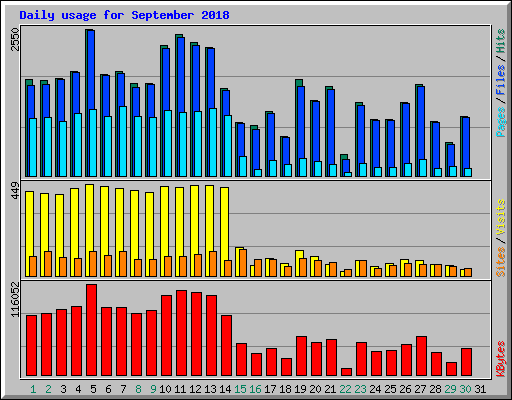 Daily usage for September 2018
2550
Pages / Files / Hits
449
Sites / Visits
116052
KBytes
1 2 3 4 5 6 7 8 9 10 11 12 13 14 15 16 17 18 19 20 21 22 23 24 25 26 27 28 29 30 31